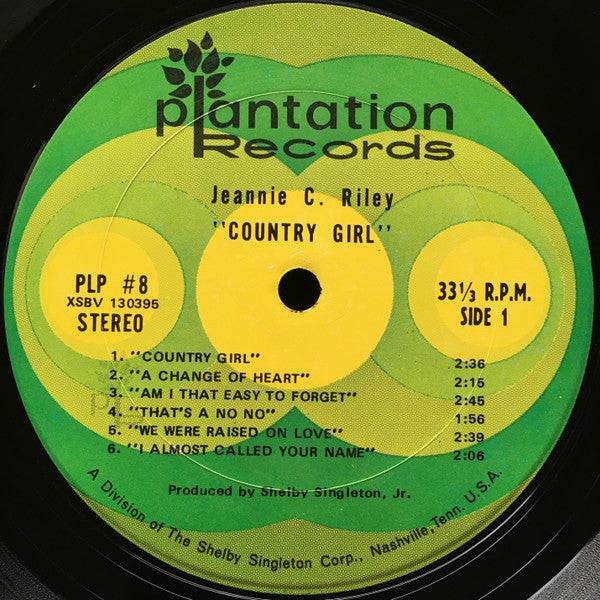 plantation
Records
Jeannie C. Riley
"COUNTRY GIRL"
PLP #8
XSBV 130395
STEREO
33⅓ R.P.M.
SIDE 1
1. "COUNTRY GIRL" 2:36
2. "A CHANGE OF HEART" 2:15
3. "AM I THAT EASY TO FORGET" 2:45
4. "THAT'S A NO NO" 1:56
5. "WE WERE RAISED ON LOVE" 2:39
6. "I ALMOST CALLED YOUR NAME" 2:06
Produced by Shelby Singleton, Jr.
A Division of The Shelby Singleton Corp., Nashville, Tenn. U.S.A.